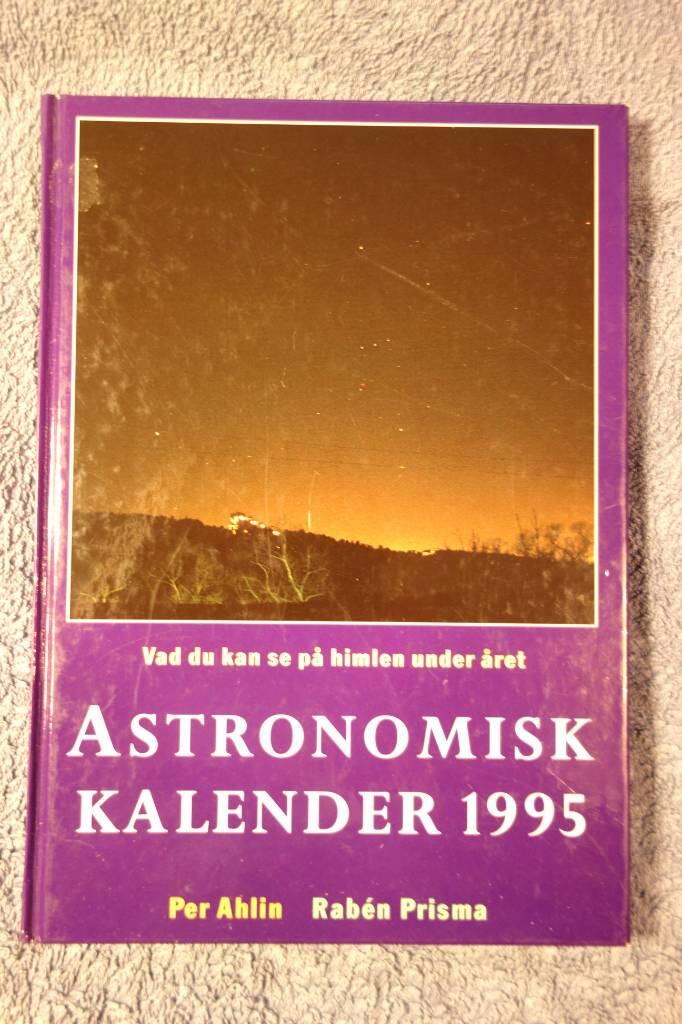 Vad du kan se på himlen under året
ASTRONOMISK
KALENDER 1995
Per Ahlin Rabén Prisma